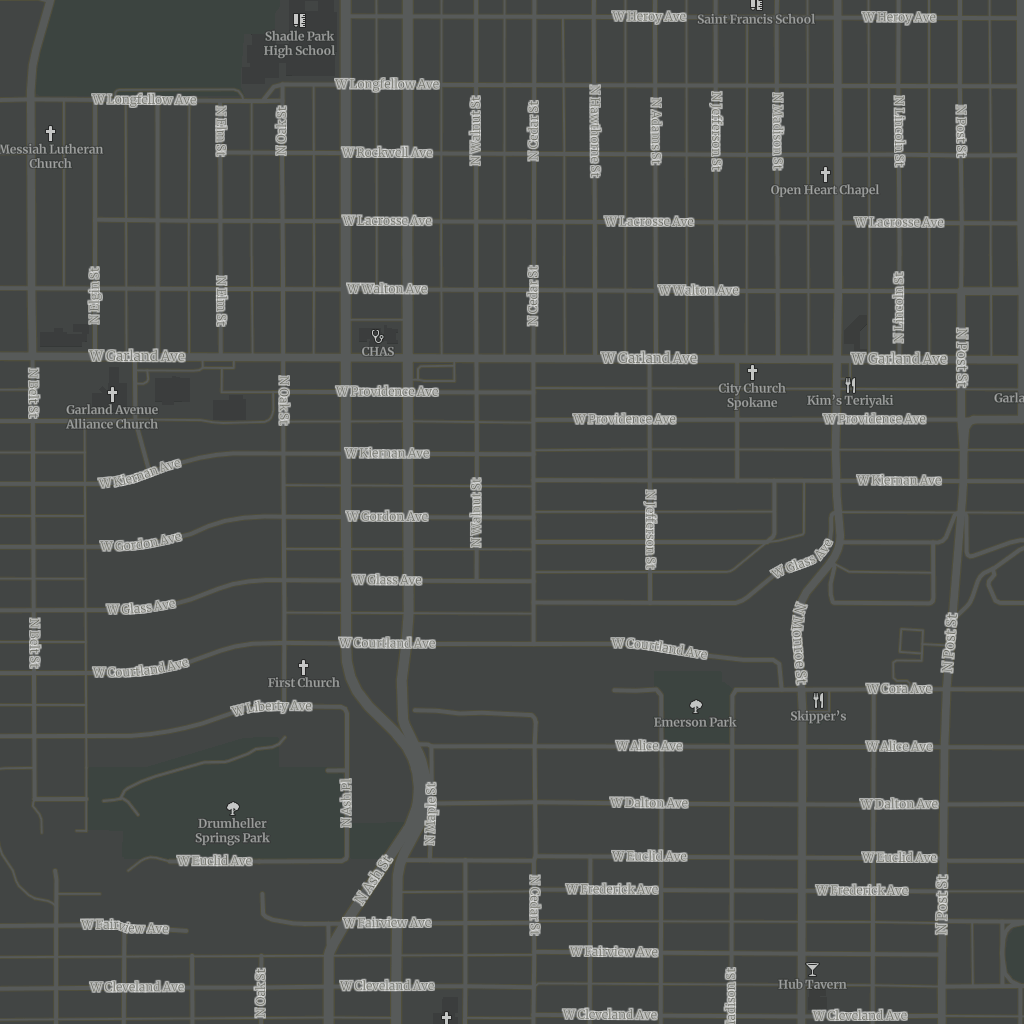 W Heroy Ave
Saint Francis School
W Heroy Ave
Shadle Park
High School
W Longfellow Ave
W Longfellow Ave
N Elm St
N Oak St
N Walnut St
N Cedar St
N Hawthorne St
N Adams St
N Jefferson St
N Madison St
N Lincoln St
N Post St
Messiah Lutheran
Church
W Rockwell Ave
Open Heart Chapel
W Lacrosse Ave
W Lacrosse Ave
W Lacrosse Ave
N Elgin St
N Elm St
N Cedar St
W Walton Ave
W Walton Ave
N Lincoln St
CHAS
W Garland Ave
W Garland Ave
W Garland Ave
N Post St
N Belt St
N Oak St
W Providence Ave
City Church
Spokane
Kim's Teriyaki
Garla
Garland Avenue
Alliance Church
W Providence Ave
W Providence Ave
W Kiernan Ave
W Kiernan Ave
W Kiernan Ave
N Walnut St
N Jefferson St
W Gordon Ave
W Gordon Ave
W Glass Ave
W Glass Ave
W Glass Ave
N Belt St
N Monroe St
N Post St
W Courtland Ave
W Courtland Ave
W Courtland Ave
First Church
W Cora Ave
W Liberty Ave
Emerson Park
Skipper's
W Alice Ave
W Alice Ave
N Ash Pl
N Maple St
W Dalton Ave
W Dalton Ave
Drumheller
Springs Park
W Euclid Ave
W Euclid Ave
W Euclid Ave
N Ash St
W Frederick Ave
W Frederick Ave
N Cedar St
N Post St
W Fairview Ave
W Fairview Ave
W Fairview Ave
W Cleveland Ave
N Oak St
W Cleveland Ave
adison St
Hub Tavern
W Cleveland Ave
W Cleveland Ave